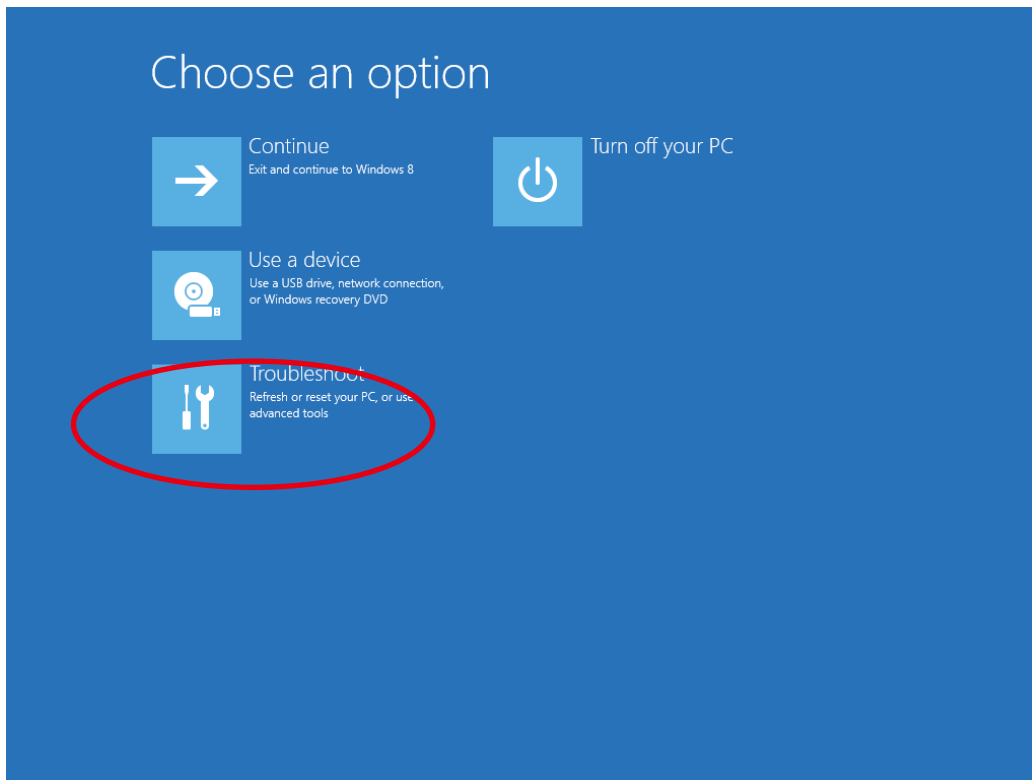 Choose an option
Continue
Exit and continue to Windows 8
Turn off your PC
Use a device
Use a USB drive, network connection,
or Windows recovery DVD
Troubleshoot
Refresh or reset your PC, or use
advanced tools